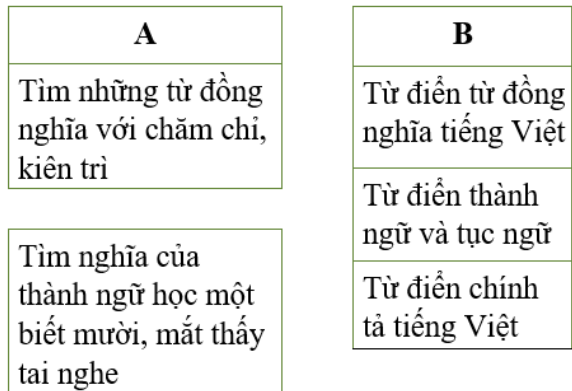 A
Tìm những từ đồng
nghĩa với chăm chỉ,
kiên trì
Tìm nghĩa của
thành ngữ học một
biết mười, mắt thấy
tai nghe
B
Từ điển từ đồng
nghĩa tiếng Việt
Từ điển thành
ngữ và tục ngữ
Từ điển chính
tả tiếng Việt